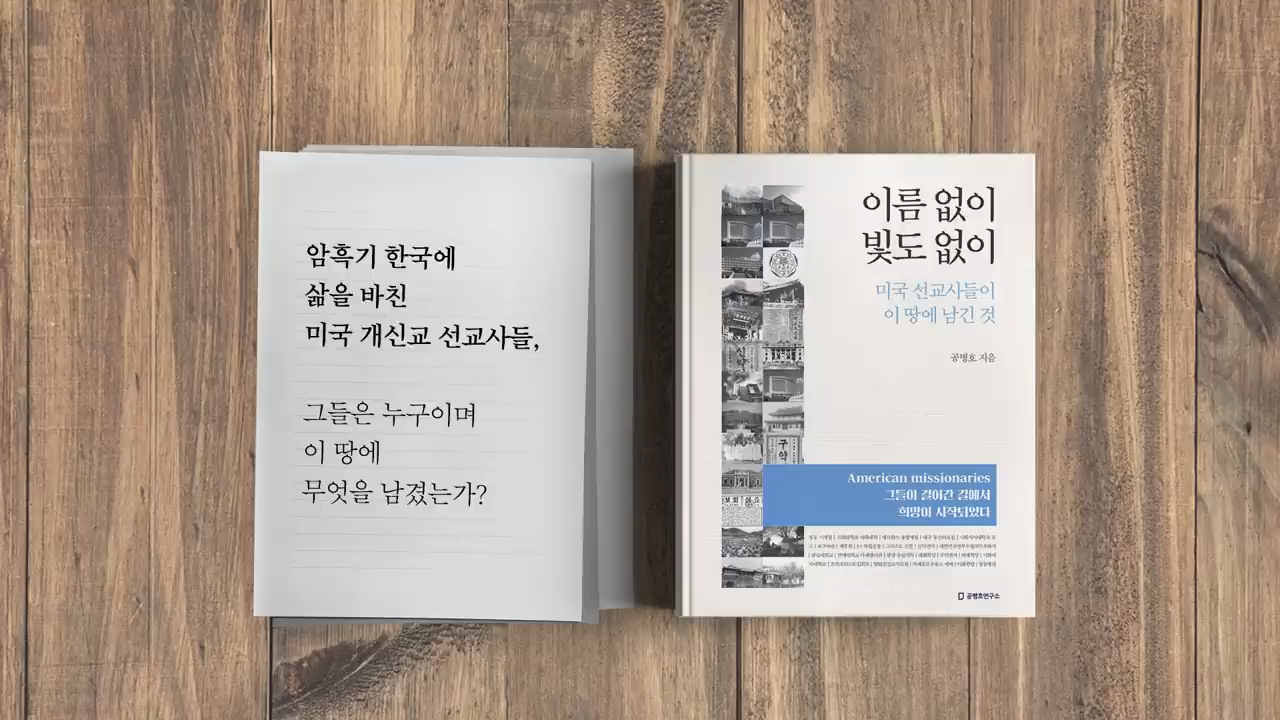 암흑기 한국에
삶을 바친
미국 개신교 선교사들,
그들은 누구이며
이 땅에
무엇을 남겼는가?
이름 없이
빛도 없이
미국 선교사들이
이 땅에 남긴 것
공병호 지음
구약
American missionaries
그들이 걸어간 길에서
희망이 시작되었다
공병호연구소